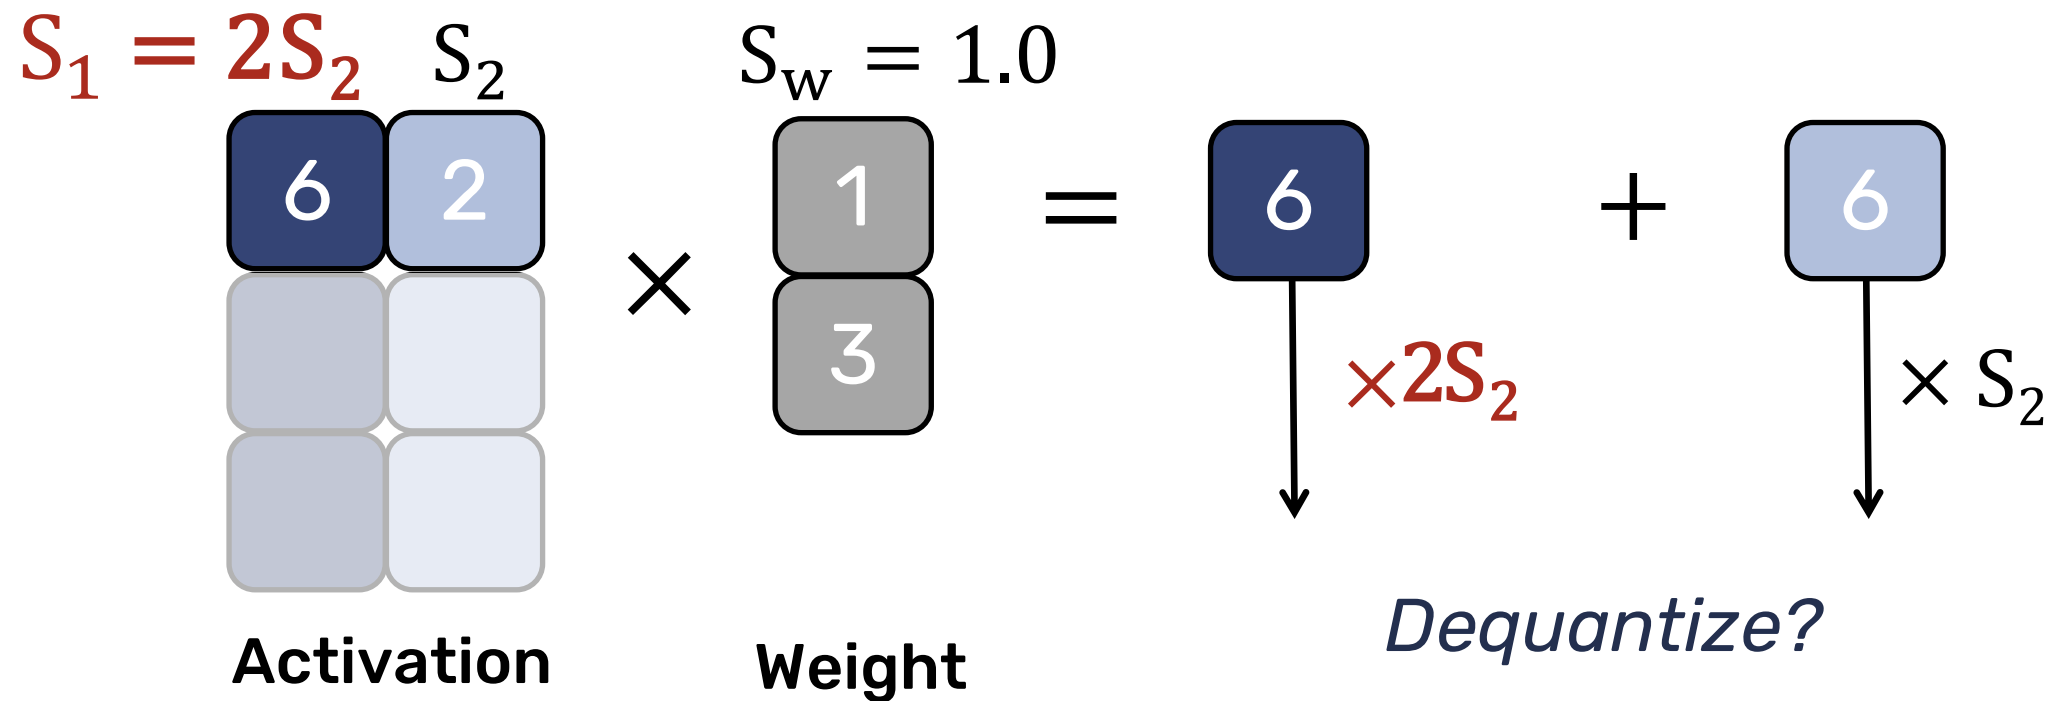 S₁ = 2S₂ S₂ S_w = 1.0
6 2 1 = 6 + 6
×
3
×2S₂ × S₂
Dequantize?
Activation Weight